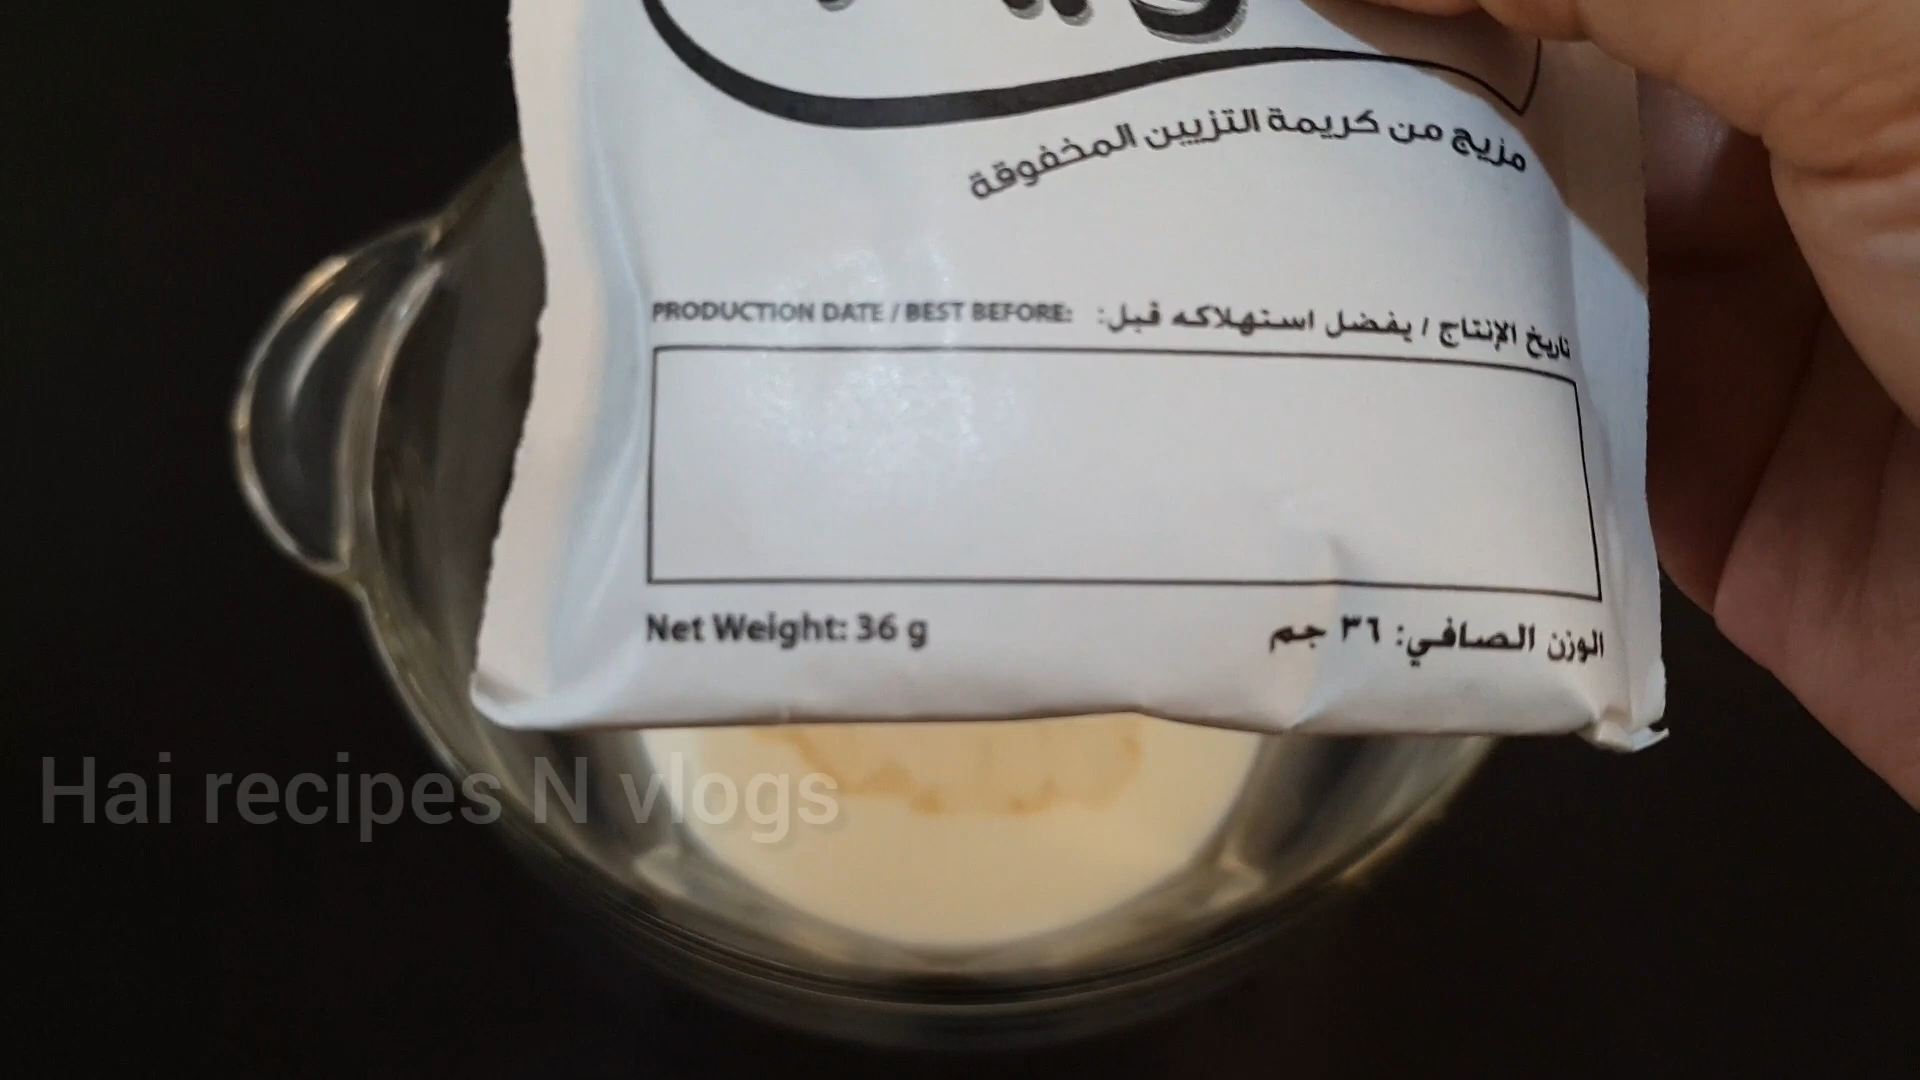 مزيج من كريمة التزيين المخفوقة
PRODUCTION DATE / BEST BEFORE: تاريخ الإنتاج / يفضل استهلاكه قبل:
Net Weight: 36 g الوزن الصافي: ٣٦ جم
Hai recipes N vlogs